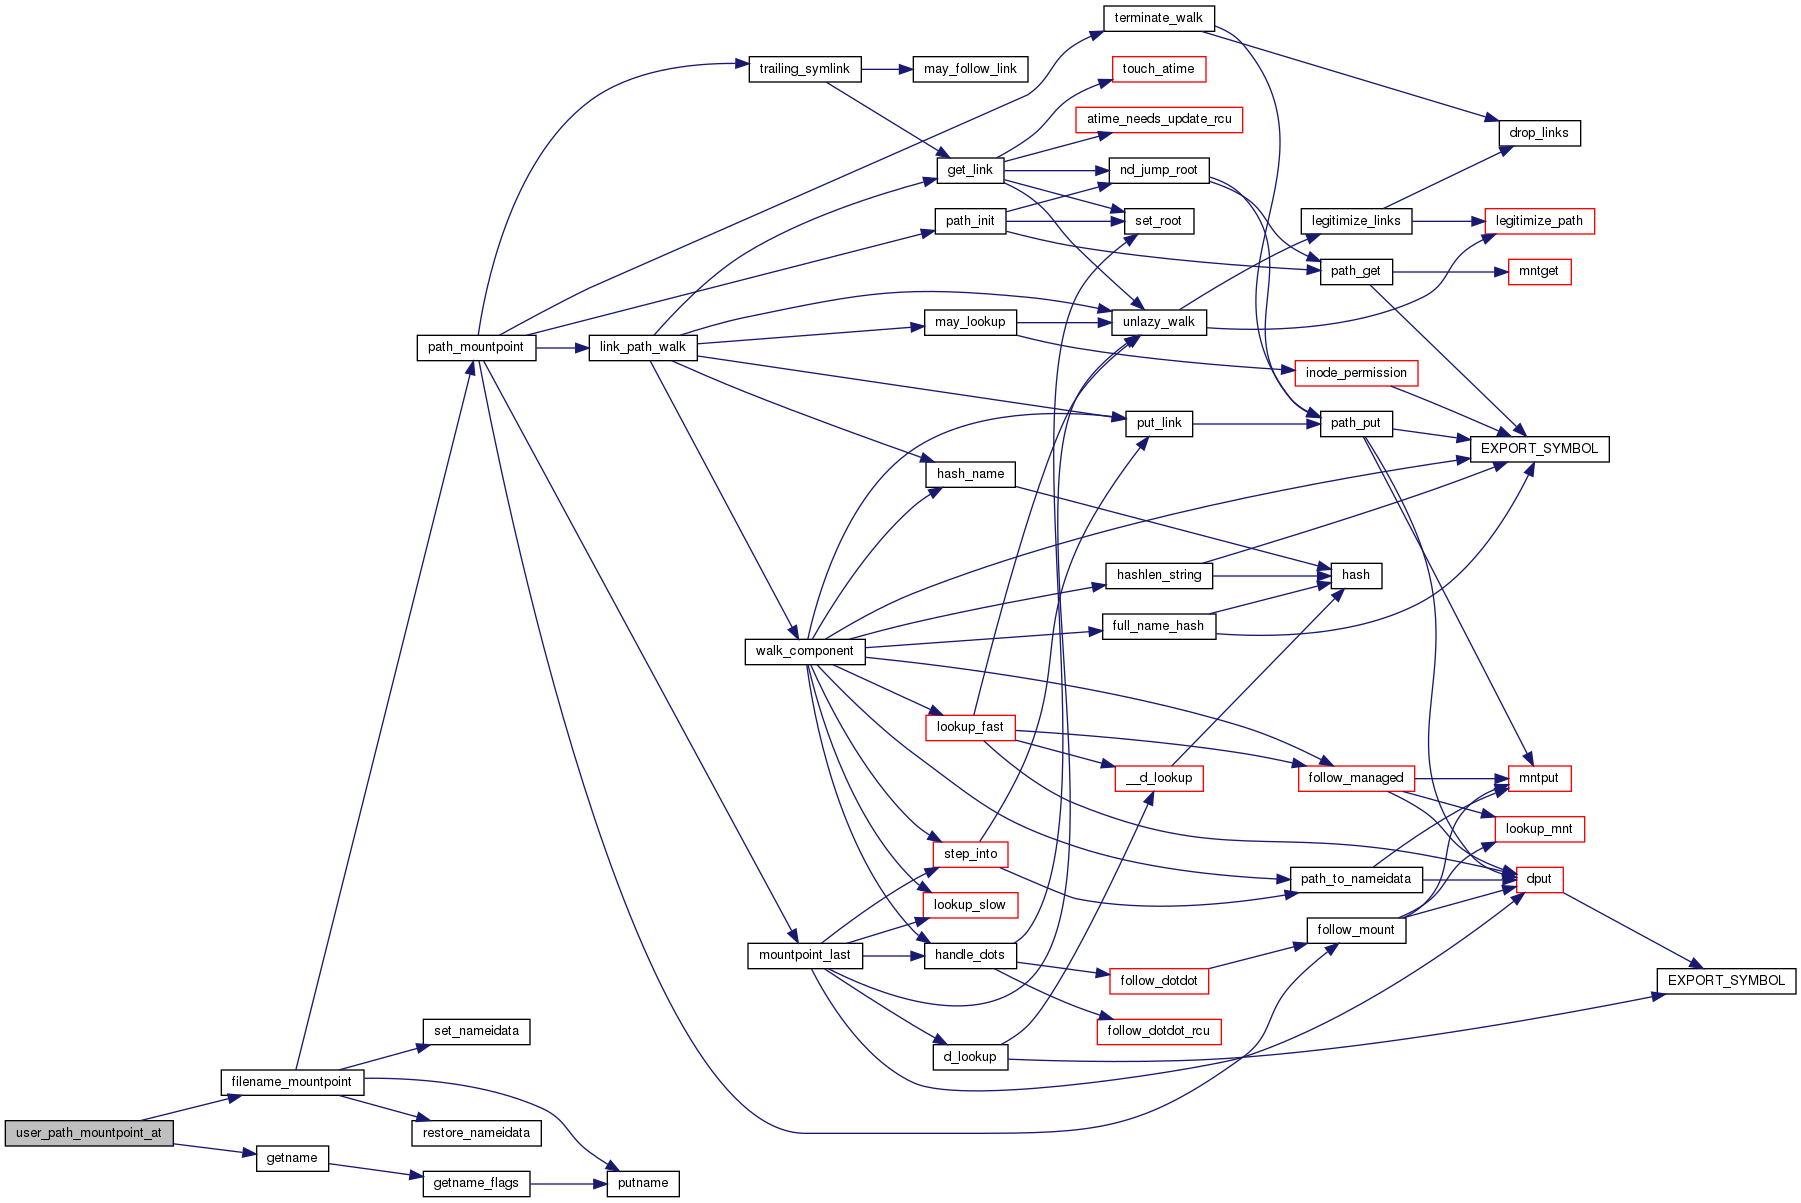 terminate_walk
trailing_symlink
may_follow_link
touch_atime
atime_needs_update_rcu
drop_links
get_link
nd_jump_root
path_init
set_root
legitimize_links
legitimize_path
path_get
mntget
may_lookup
unlazy_walk
path_mountpoint
link_path_walk
inode_permission
put_link
path_put
EXPORT_SYMBOL
hash_name
hashlen_string
hash
full_name_hash
walk_component
lookup_fast
__d_lookup
follow_managed
mntput
lookup_mnt
step_into
path_to_nameidata
dput
lookup_slow
follow_mount
mountpoint_last
handle_dots
follow_dotdot
EXPORT_SYMBOL
set_nameidata
follow_dotdot_rcu
d_lookup
filename_mountpoint
user_path_mountpoint_at
restore_nameidata
getname
getname_flags
putname